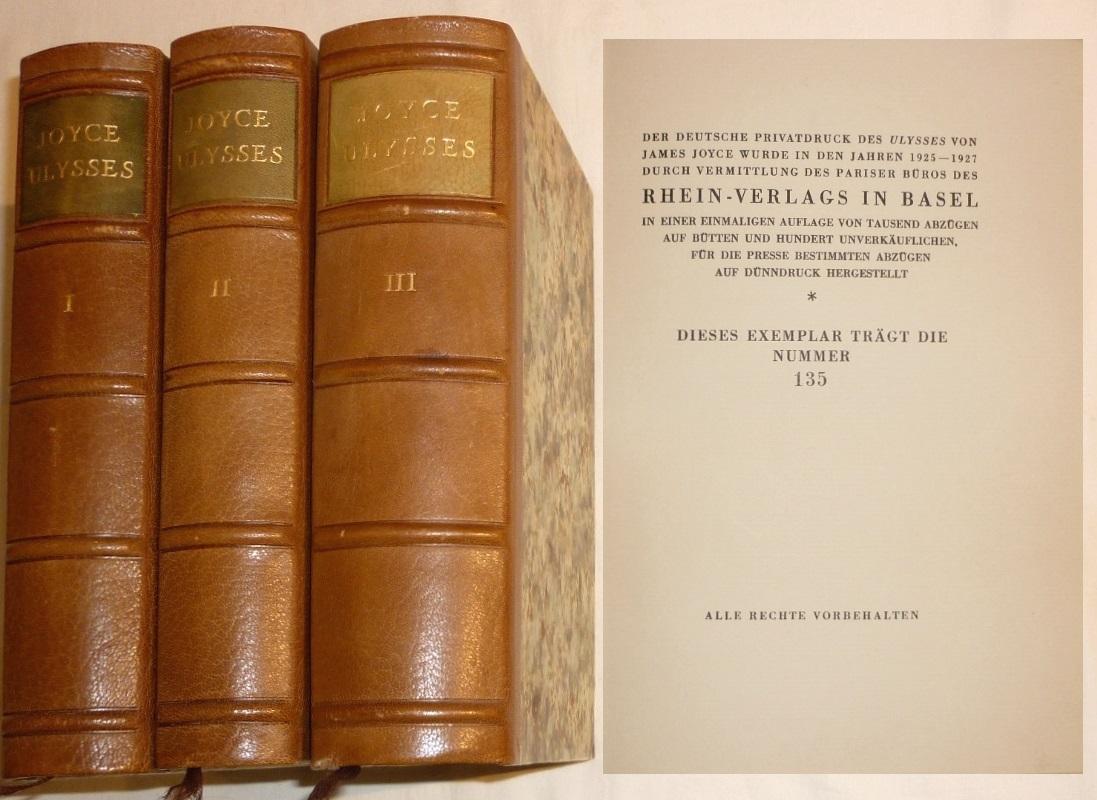 JOYCE
ULYSSES
I
JOYCE
ULYSSES
II
JOYCE
ULYSSES
III
DER DEUTSCHE PRIVATDRUCK DES ULYSSES VON
JAMES JOYCE WURDE IN DEN JAHREN 1925—1927
DURCH VERMITTLUNG DES PARISER BÜROS DES
RHEIN-VERLAGS IN BASEL
IN EINER EINMALIGEN AUFLAGE VON TAUSEND ABZÜGEN
AUF BÜTTEN UND HUNDERT UNVERKÄUFLICHEN,
FÜR DIE PRESSE BESTIMMTEN ABZÜGEN
AUF DÜNNDRUCK HERGESTELLT
*
DIESES EXEMPLAR TRÄGT DIE
NUMMER
135
ALLE RECHTE VORBEHALTEN